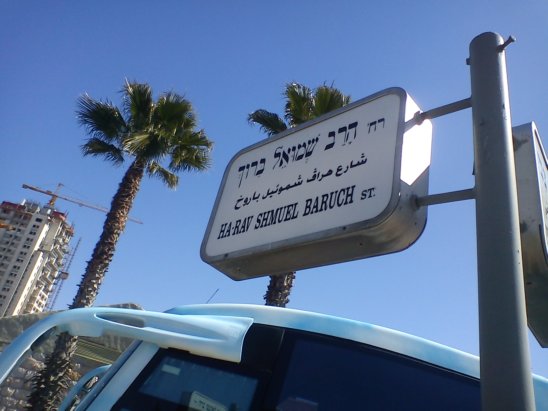 רח׳ הרב שמואל ברוך
شارع هراف شموئيل باروخ
HA-RAV SHMUEL BARUCH ST.